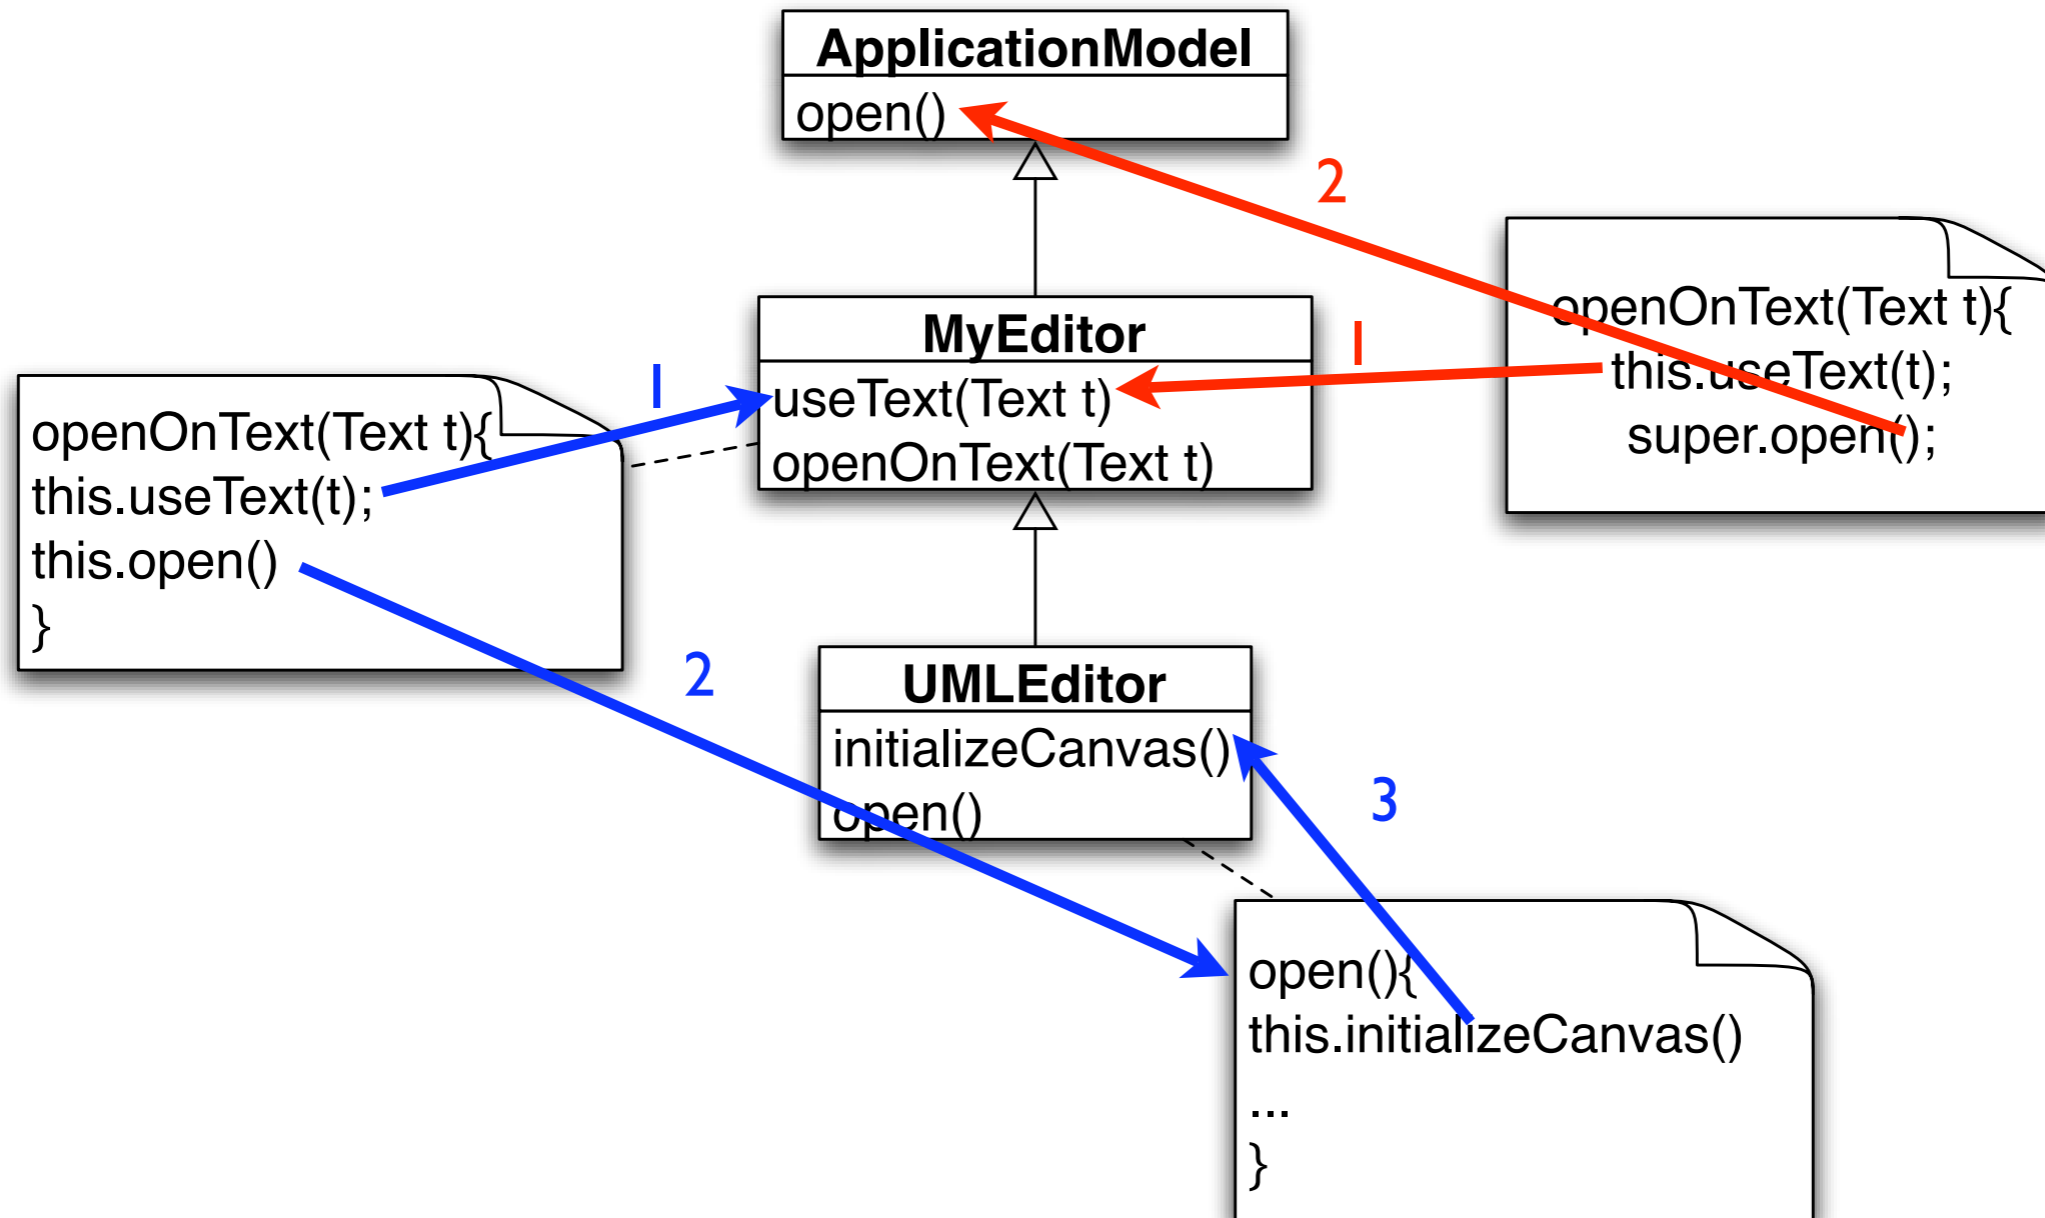 ApplicationModel
open()
2
openOnText(Text t){
this.useText(t);
super.open();
1
MyEditor
useText(Text t)
openOnText(Text t)
1
openOnText(Text t){
this.useText(t);
this.open()
}
2
UMLEditor
initializeCanvas()
open()
3
open(){
this.initializeCanvas()
...
}